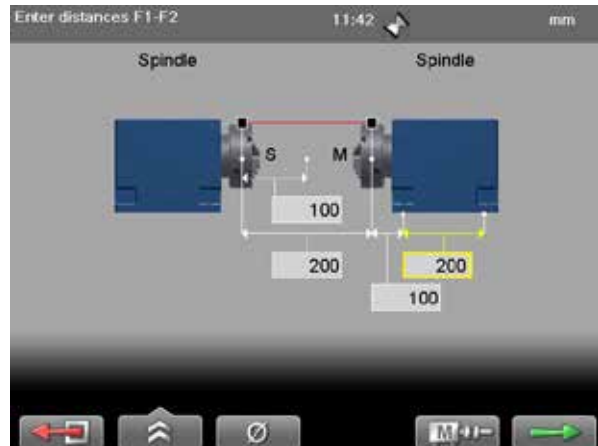 Enter distances F1-F2 11:42 mm
Spindle Spindle
S M
100
200 200
100
M